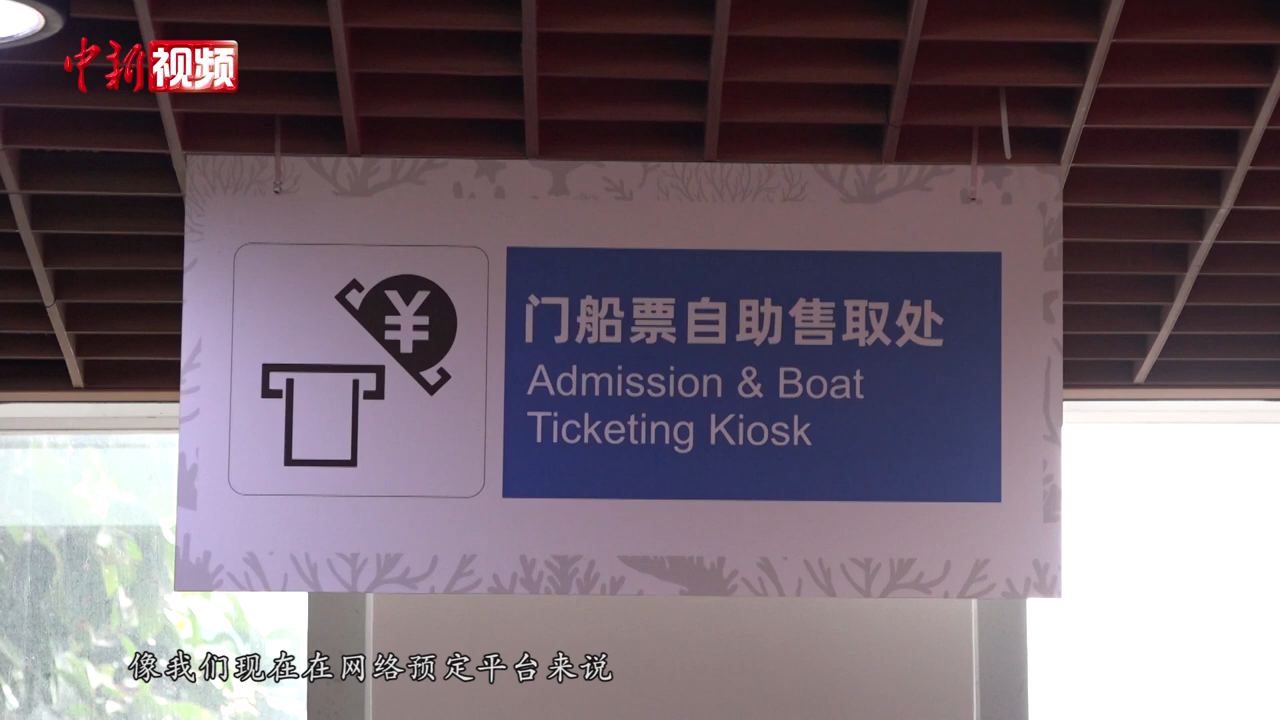 中新视频
¥
门船票自助售取处
Admission & Boat
Ticketing Kiosk
像我们现在在网络预定平台来说